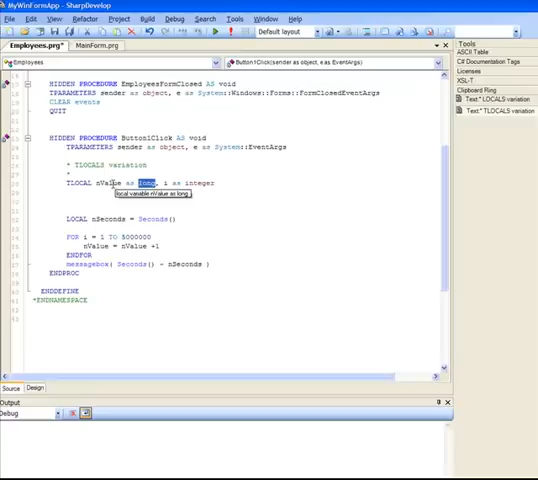 MyWinFormApp - SharpDevelop
File Edit View Refactor Project Build Debug Search Tools Window Help
Default layout
Employees.prg* MainForm.prg
Employees
Button1Click(sender as object, e as EventArgs)
HIDDEN PROCEDURE EmployeesFormClosed AS void
TPARAMETERS sender as object, e as System::Windows::Forms::FormClosedEventArgs
CLEAR events
QUIT
HIDDEN PROCEDURE Button1Click AS void
TPARAMETERS sender as object, e as System::EventArgs
* TLOCALS variation
*
TLOCAL nValue as long, i as integer
local variable nValue as long
LOCAL nSeconds = Seconds()
FOR i = 1 TO 5000000
nValue = nValue +1
ENDFOR
messagebox( Seconds() - nSeconds )
ENDPROC
ENDDEFINE
*ENDNAMESPACE
Source Design
Output
Debug
Tools
ASCII Table
C# Documentation Tags
Licenses
XSL-T
Clipboard Ring
Text:* LOCALS variation
Text:* TLOCALS variation